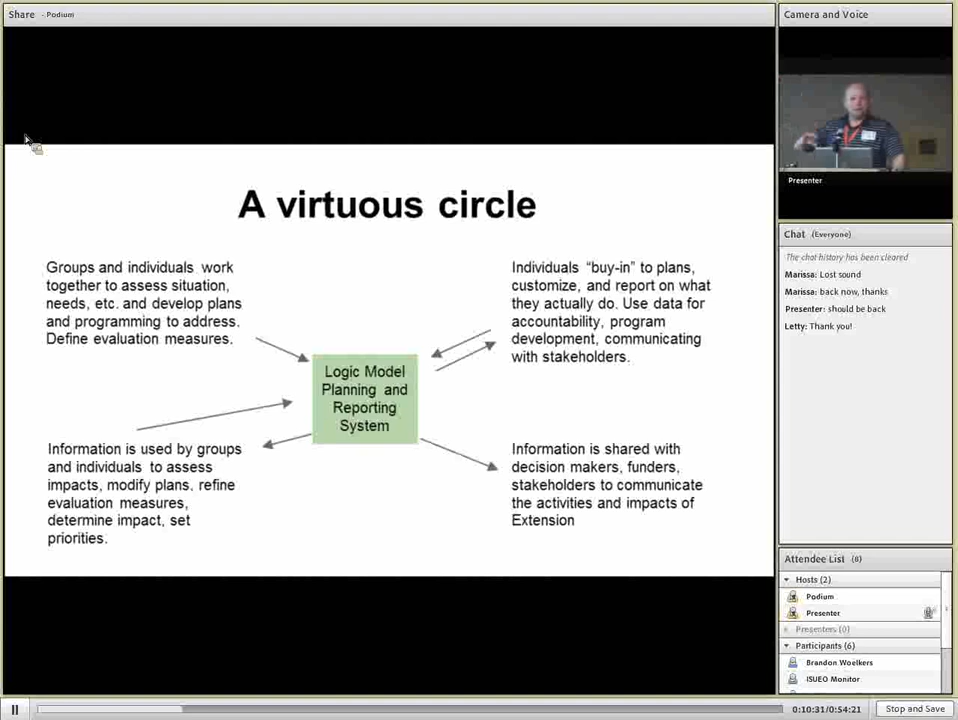 Share - Podium
A virtuous circle
Groups and individuals work
together to assess situation,
needs, etc. and develop plans
and programming to address.
Define evaluation measures.
Individuals “buy-in” to plans,
customize, and report on what
they actually do. Use data for
accountability, program
development, communicating
with stakeholders.
Logic Model
Planning and
Reporting
System
Information is used by groups
and individuals to assess
impacts, modify plans, refine
evaluation measures,
determine impact, set
priorities.
Information is shared with
decision makers, funders,
stakeholders to communicate
the activities and impacts of
Extension
Camera and Voice
Presenter
Chat (Everyone)
The chat history has been cleared
Marissa: Lost sound
Marissa: back now, thanks
Presenter: should be back
Letty: Thank you!
Attendee List (8)
Hosts (2)
Podium
Presenter
Presenters (0)
Participants (6)
Brandon Woelkers
ISUEO Monitor
0:10:31/0:54:21
Stop and Save